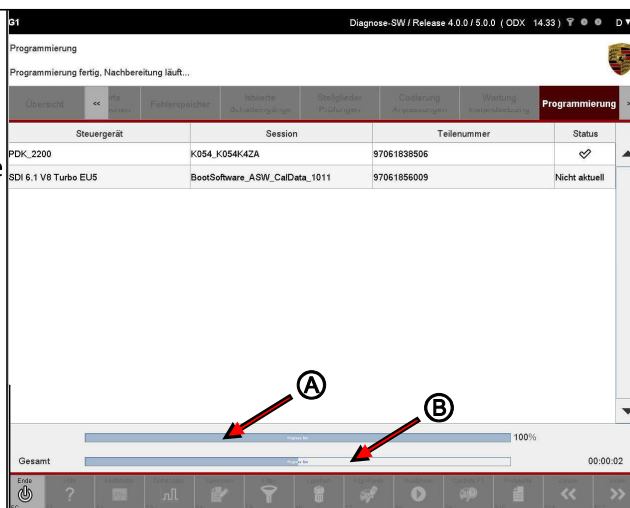 G1 Diagnose-SW / Release 4.0.0 / 5.0.0 ( ODX 14.33 ) D
Programmierung
Programmierung fertig, Nachbereitung läuft...
Übersicht << Fehlerspeicher Istwerte Stellglieder Codierung Wartung Programmierung
Prüfungen Anpassungen Instandsetzung
Steuergerät Session Teilenummer Status
PDK_2200 K054_K054K4ZA 97061838506
e
SDI 6.1 V8 Turbo EU5 BootSoftware_ASW_CalData_1011 97061856009 Nicht aktuell
A
B
Progress Bar 100%
Gesamt Progress Bar 00:00:02
Ende
<< >>